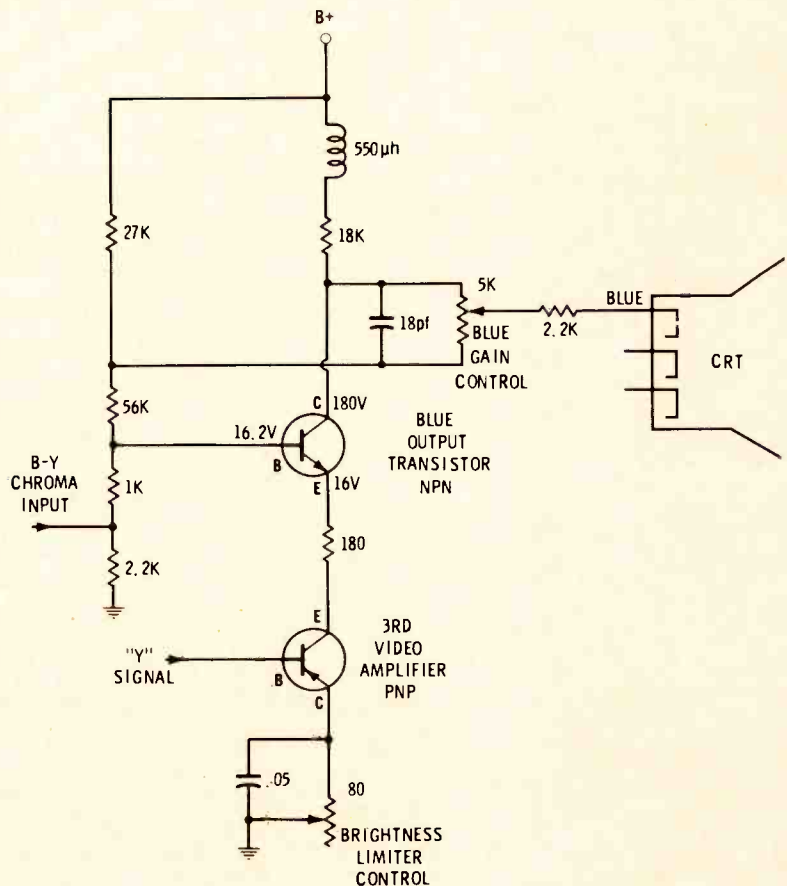 B+
550µh
27K
18K
5K
BLUE
2.2K
18pf
BLUE
GAIN
CONTROL
CRT
56K
C
180V
16.2V
BLUE
OUTPUT
TRANSISTOR
NPN
B-Y
CHROMA
INPUT
B
1K
E
16V
2.2K
180
E
3RD
VIDEO
AMPLIFIER
PNP
"Y"
SIGNAL
B
C
.05
80
BRIGHTNESS
LIMITER
CONTROL